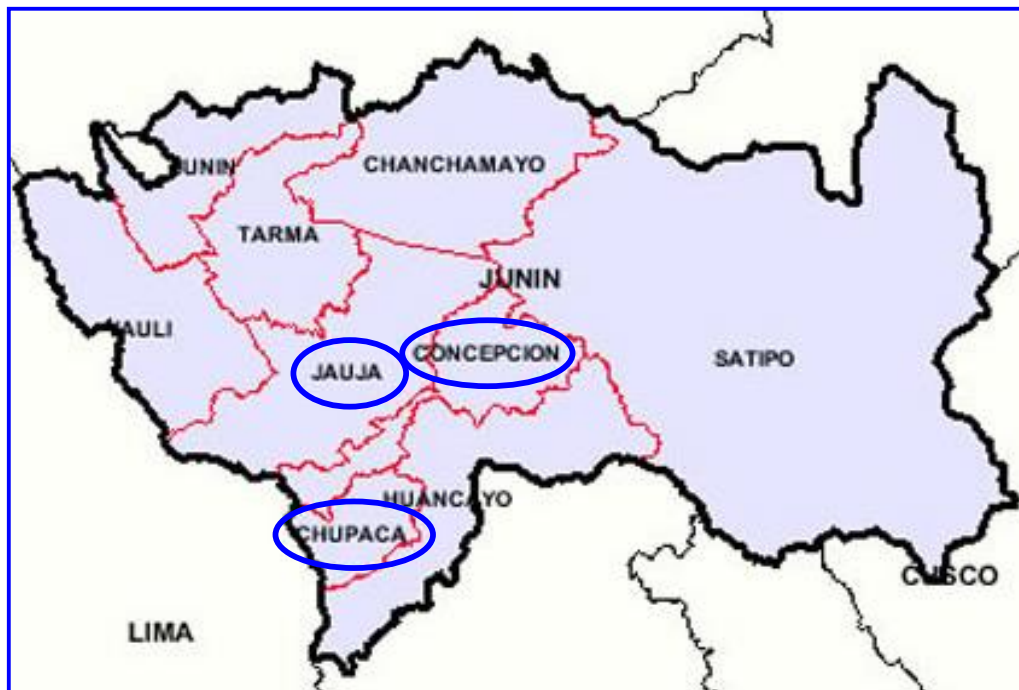 CHANCHAMAYO
UNIN
TARMA
JUNIN
AULI
CONCEPCION
SATIPO
JAUJA
HUANCAYO
CHUPACA
CUSCO
LIMA